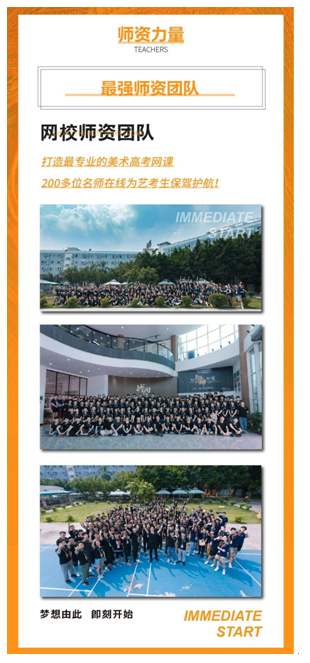 师资力量
TEACHERS
最强师资团队
网校师资团队
打造最专业的美术高考网课
200多位名师在线为艺考生保驾护航！
IMMEDIATE
START
梦想由此 即刻开始
IMMEDIATE
START